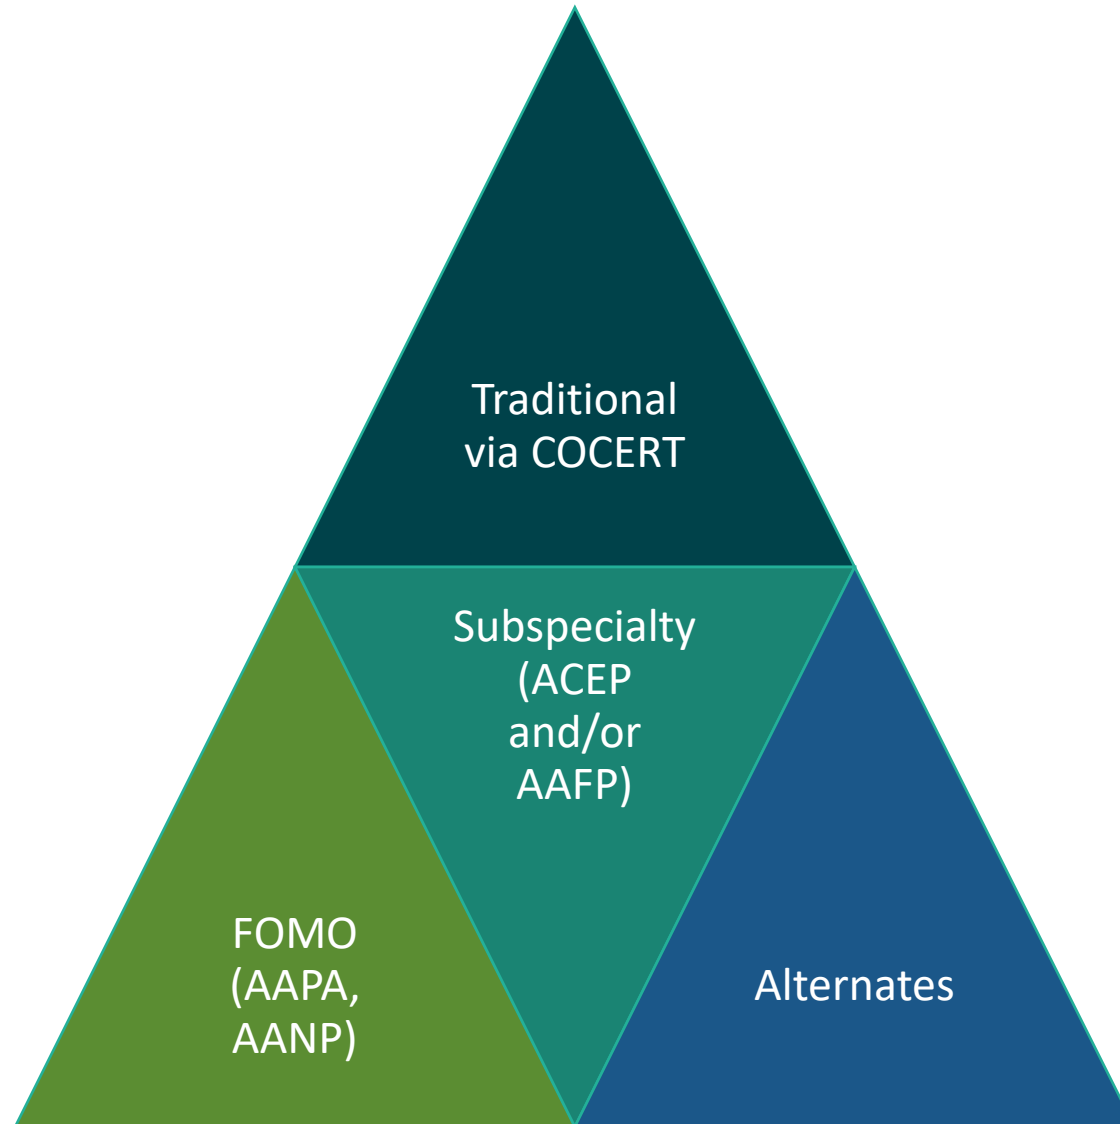 Traditional
via COCERT
Subspecialty
(ACEP
and/or
AAFP)
FOMO
(AAPA,
AANP)
Alternates